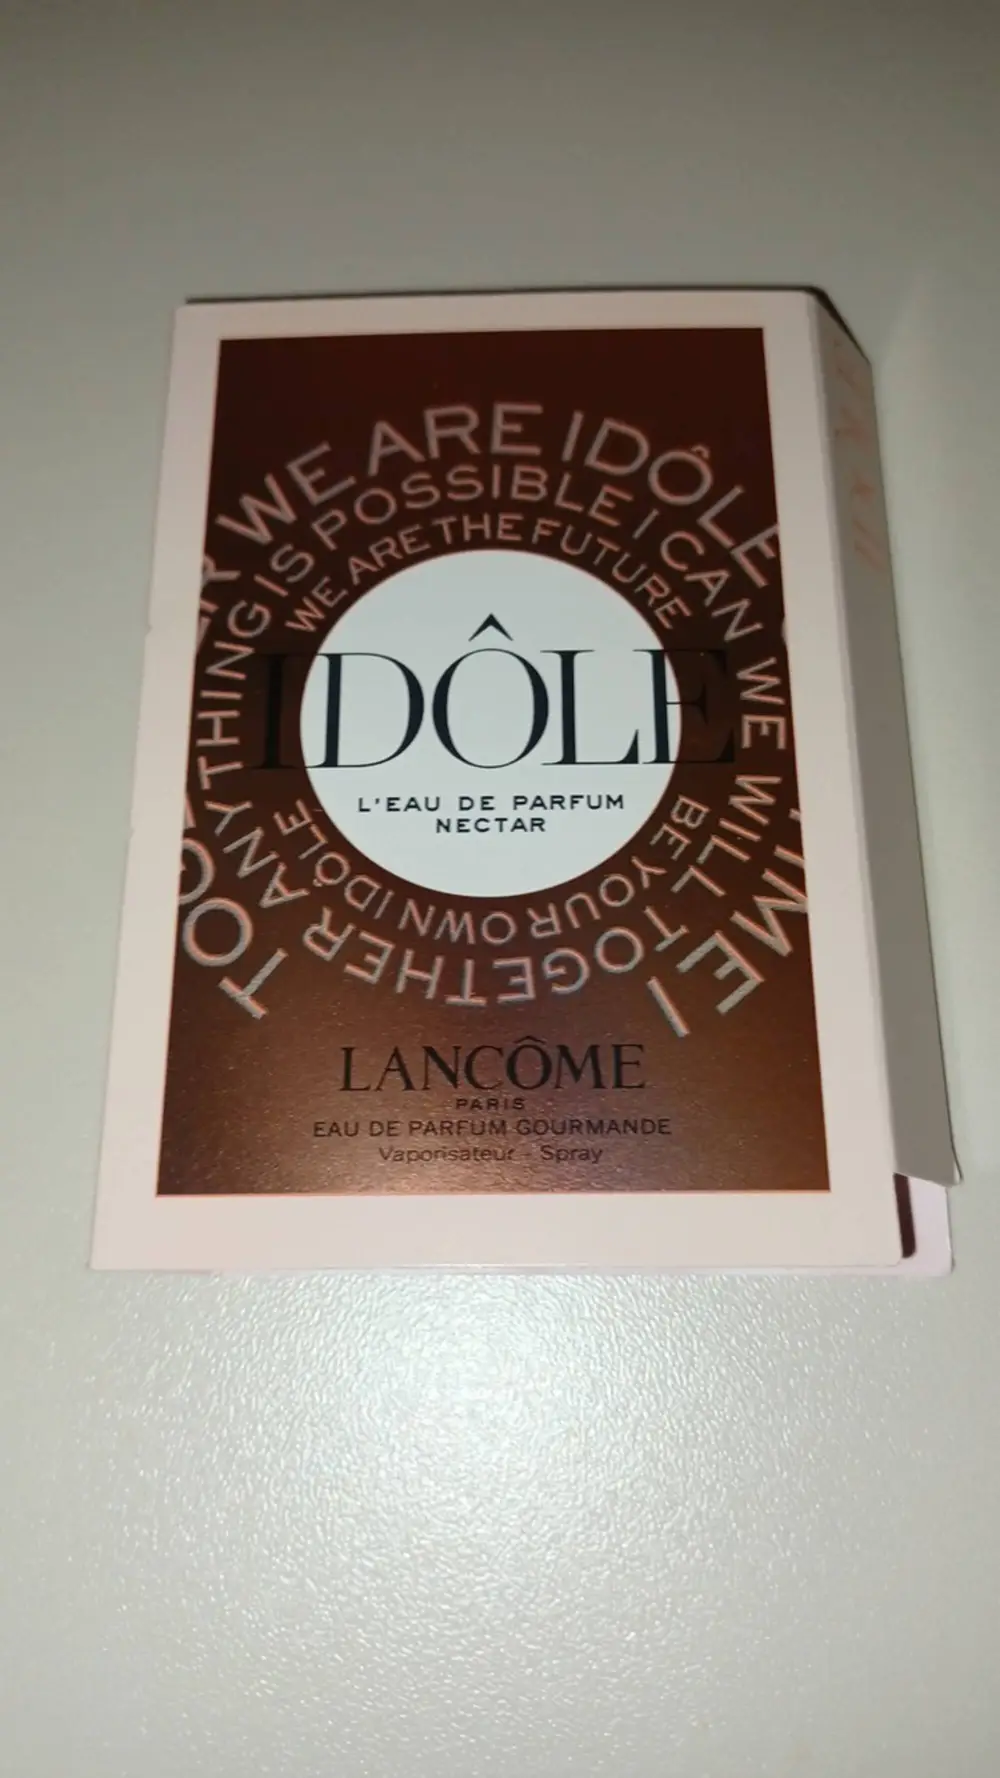 WE ARE IDÔLE
ANYTHING IS POSSIBLE I CAN WE WILL TOGETHER
WE ARE THE FUTURE
BE YOUR OWN IDÔLE
IDÔLE
L'EAU DE PARFUM
NECTAR
LANCÔME
PARIS
EAU DE PARFUM GOURMANDE
Vaporisateur - Spray